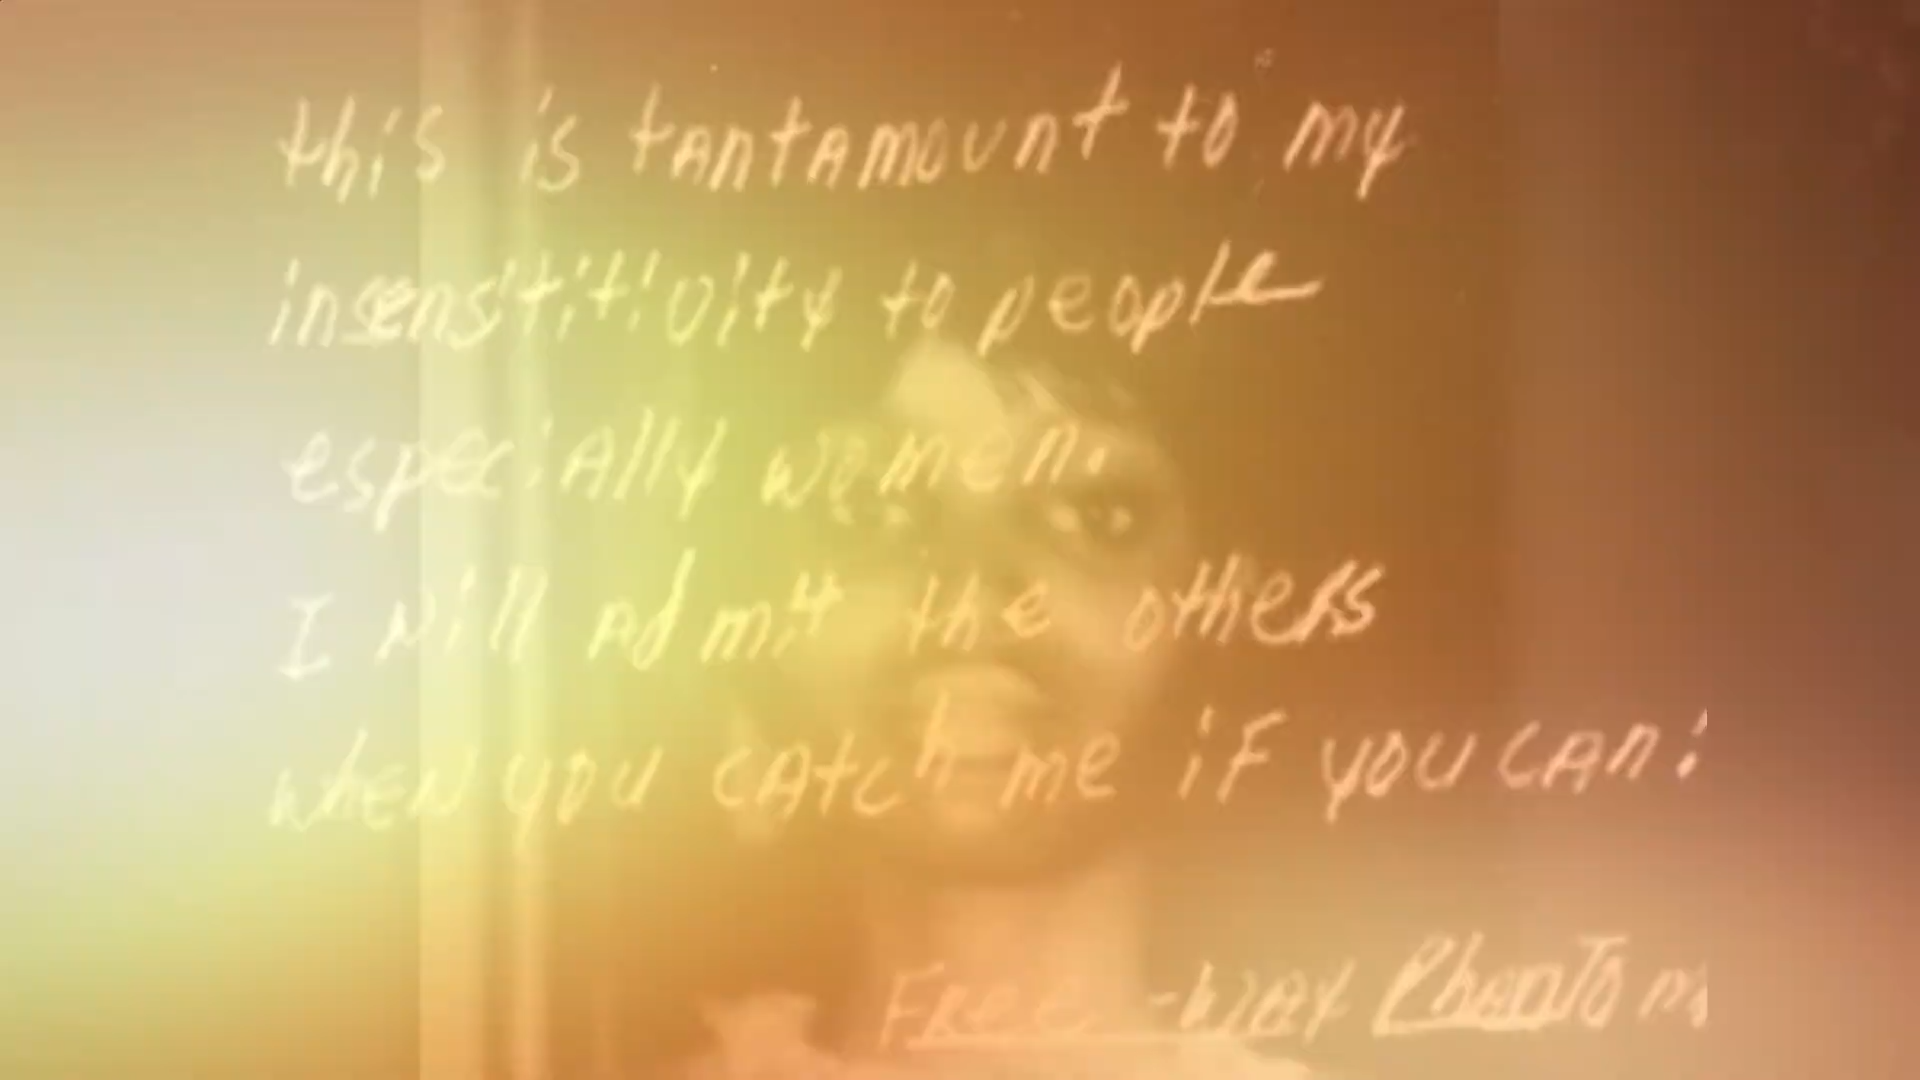 this is tantamount to my
insenstitivity to people
especially women.
I will admit the others
when you catch me if you can!
Free-way Phantom